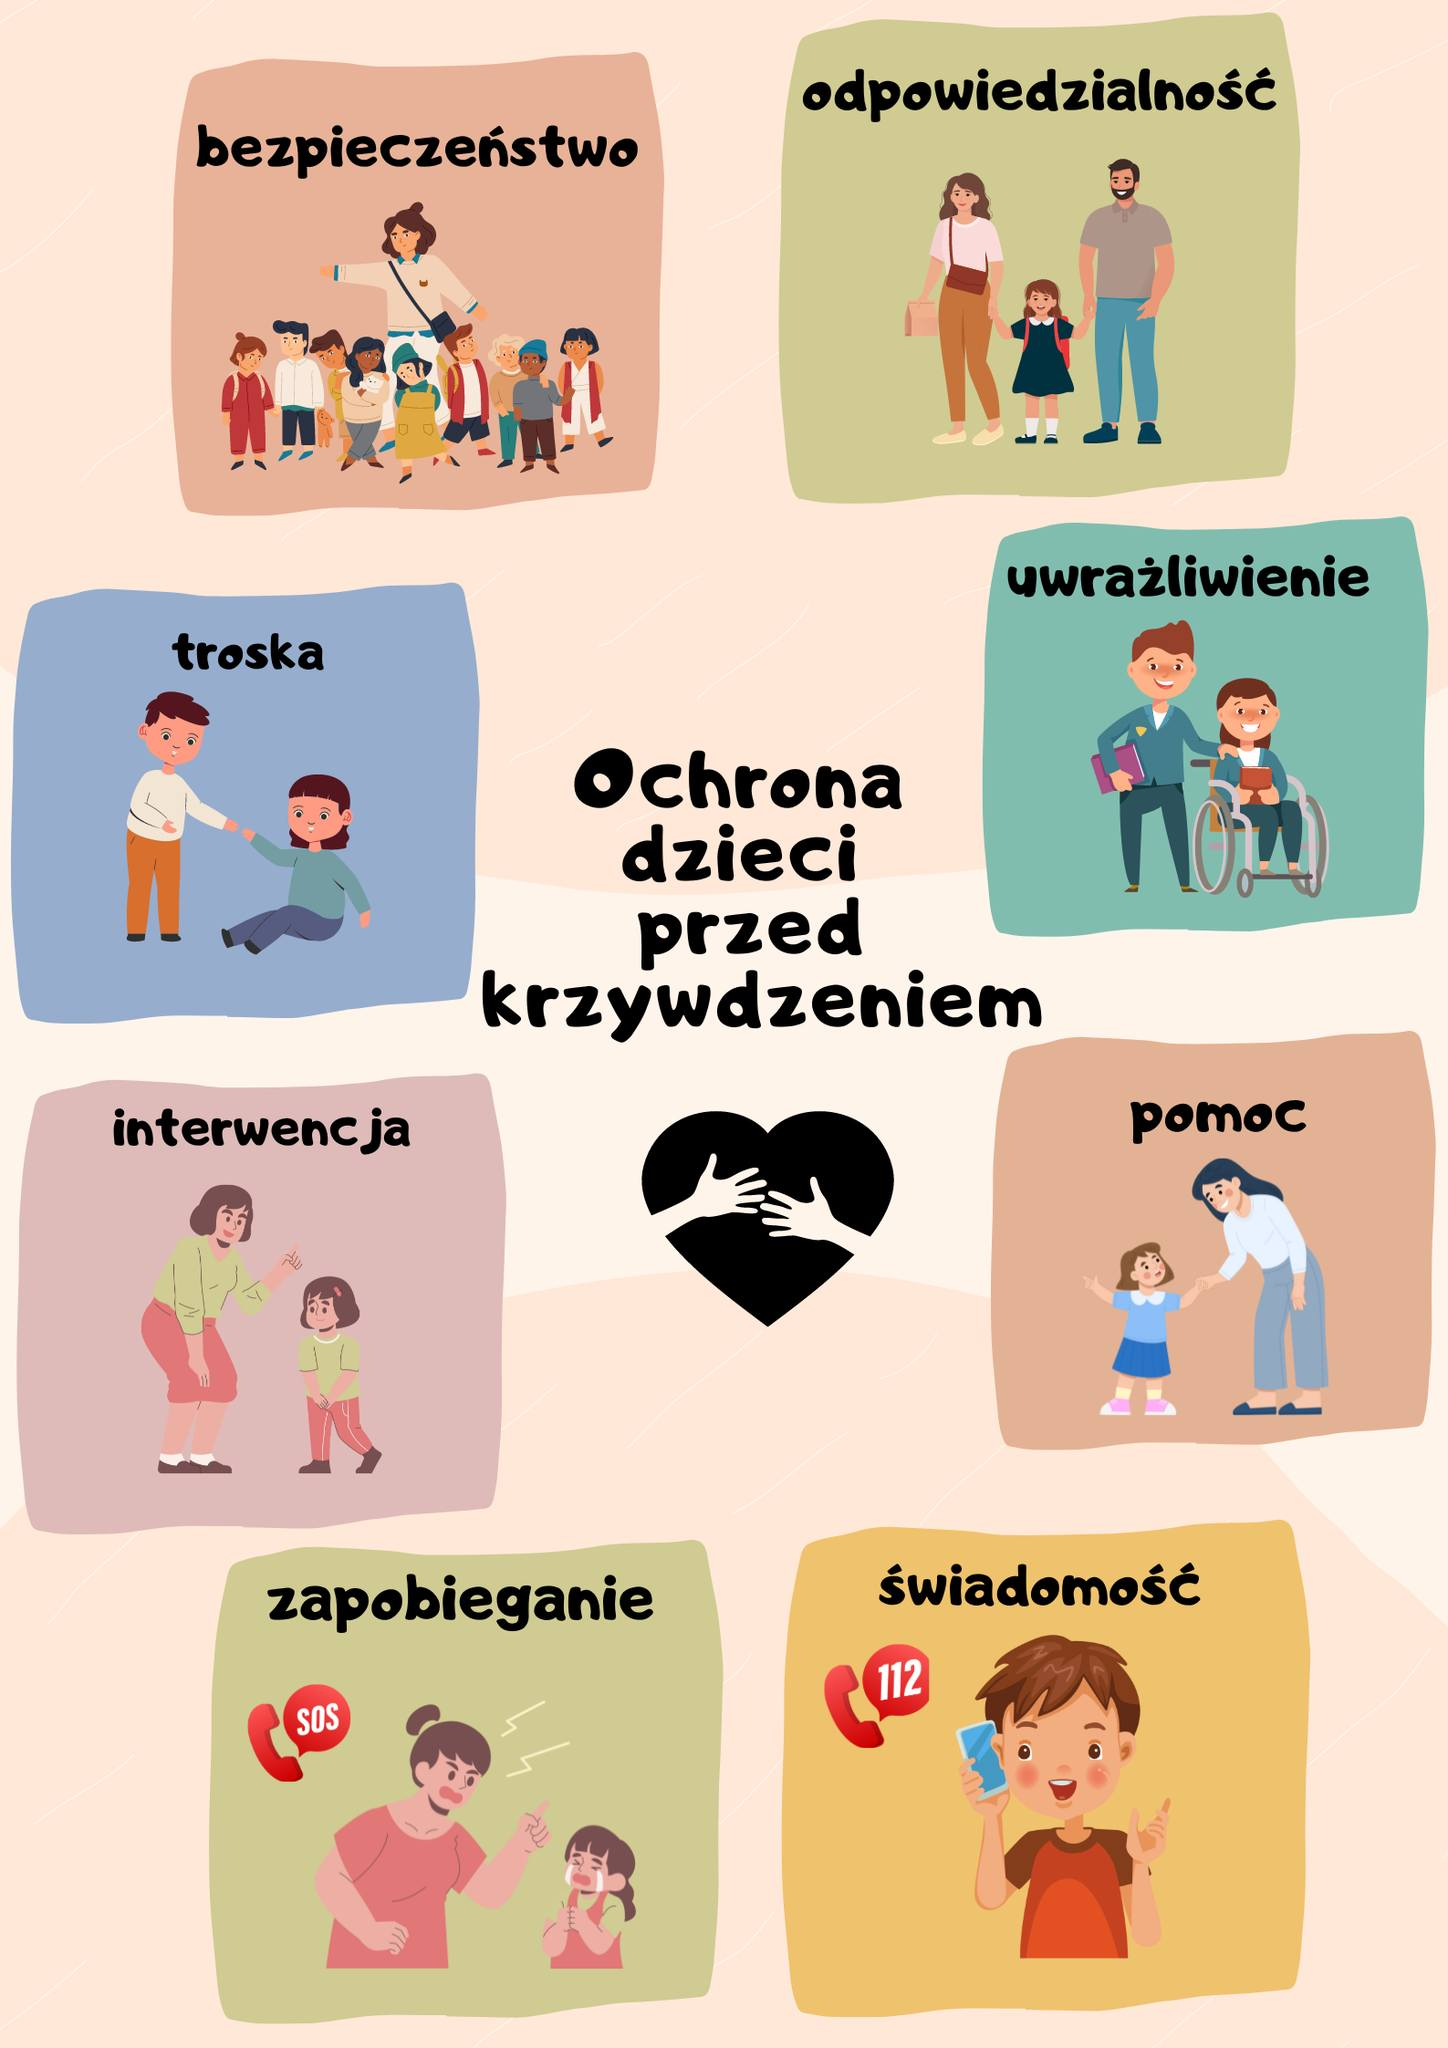 bezpieczeństwo
odpowiedzialność
troska
uwrażliwienie
Ochrona
dzieci
przed
krzywdzeniem
interwencja
pomoc
zapobieganie
SOS
świadomość
112